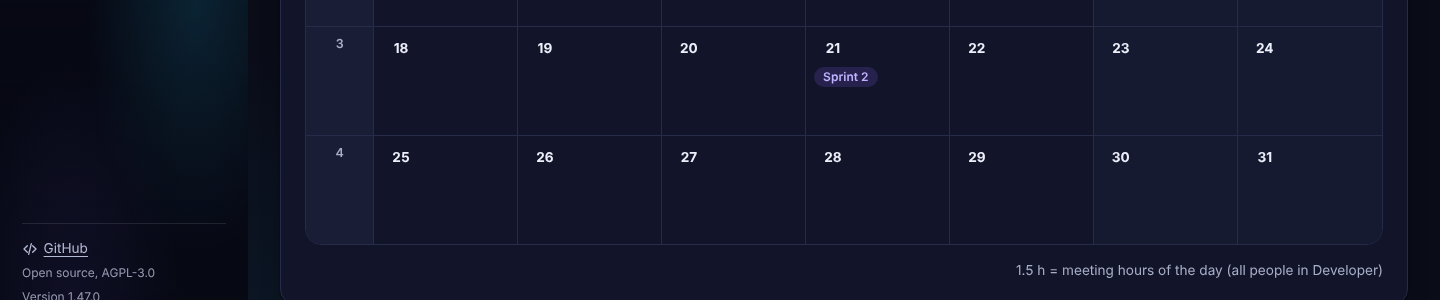 3 18 19 20 21 22 23 24
Sprint 2
4 25 26 27 28 29 30 31
1.5 h = meeting hours of the day (all people in Developer)
GitHub
Open source, AGPL-3.0
Version 1.47.0